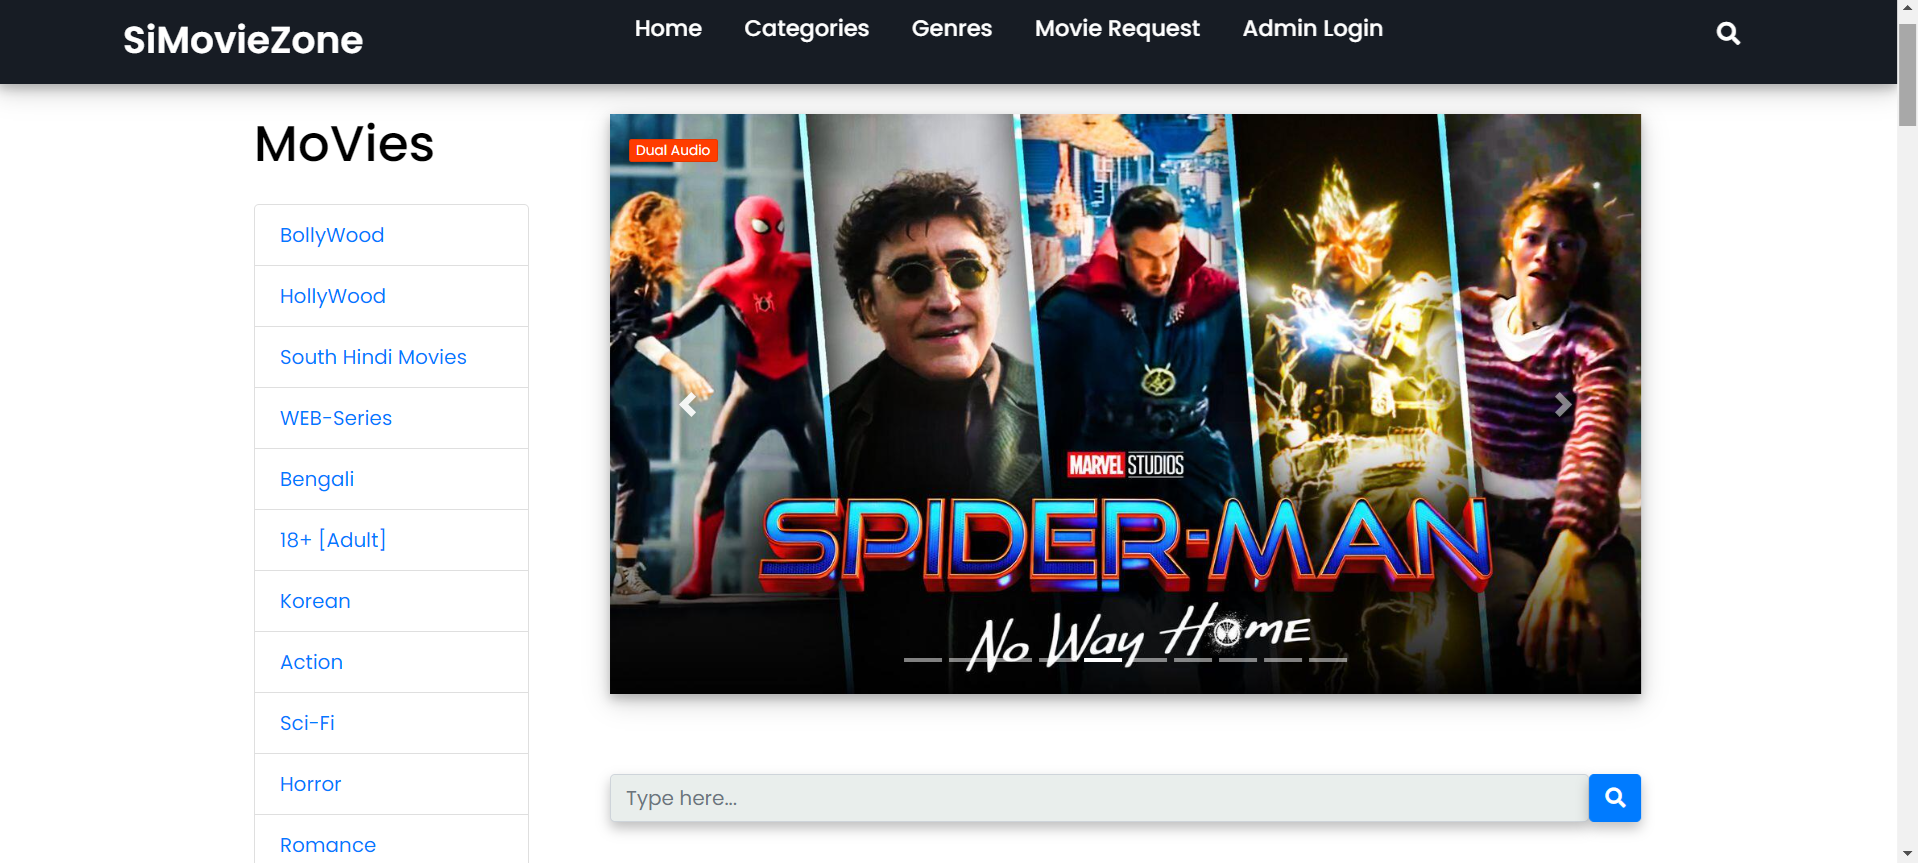 SiMovieZone
Home Categories Genres Movie Request Admin Login
MoVies
BollyWood
HollyWood
South Hindi Movies
WEB-Series
Bengali
18+ [Adult]
Korean
Action
Sci-Fi
Horror
Romance
Dual Audio
MARVEL STUDIOS
SPIDER-MAN
No Way Home
Type here...